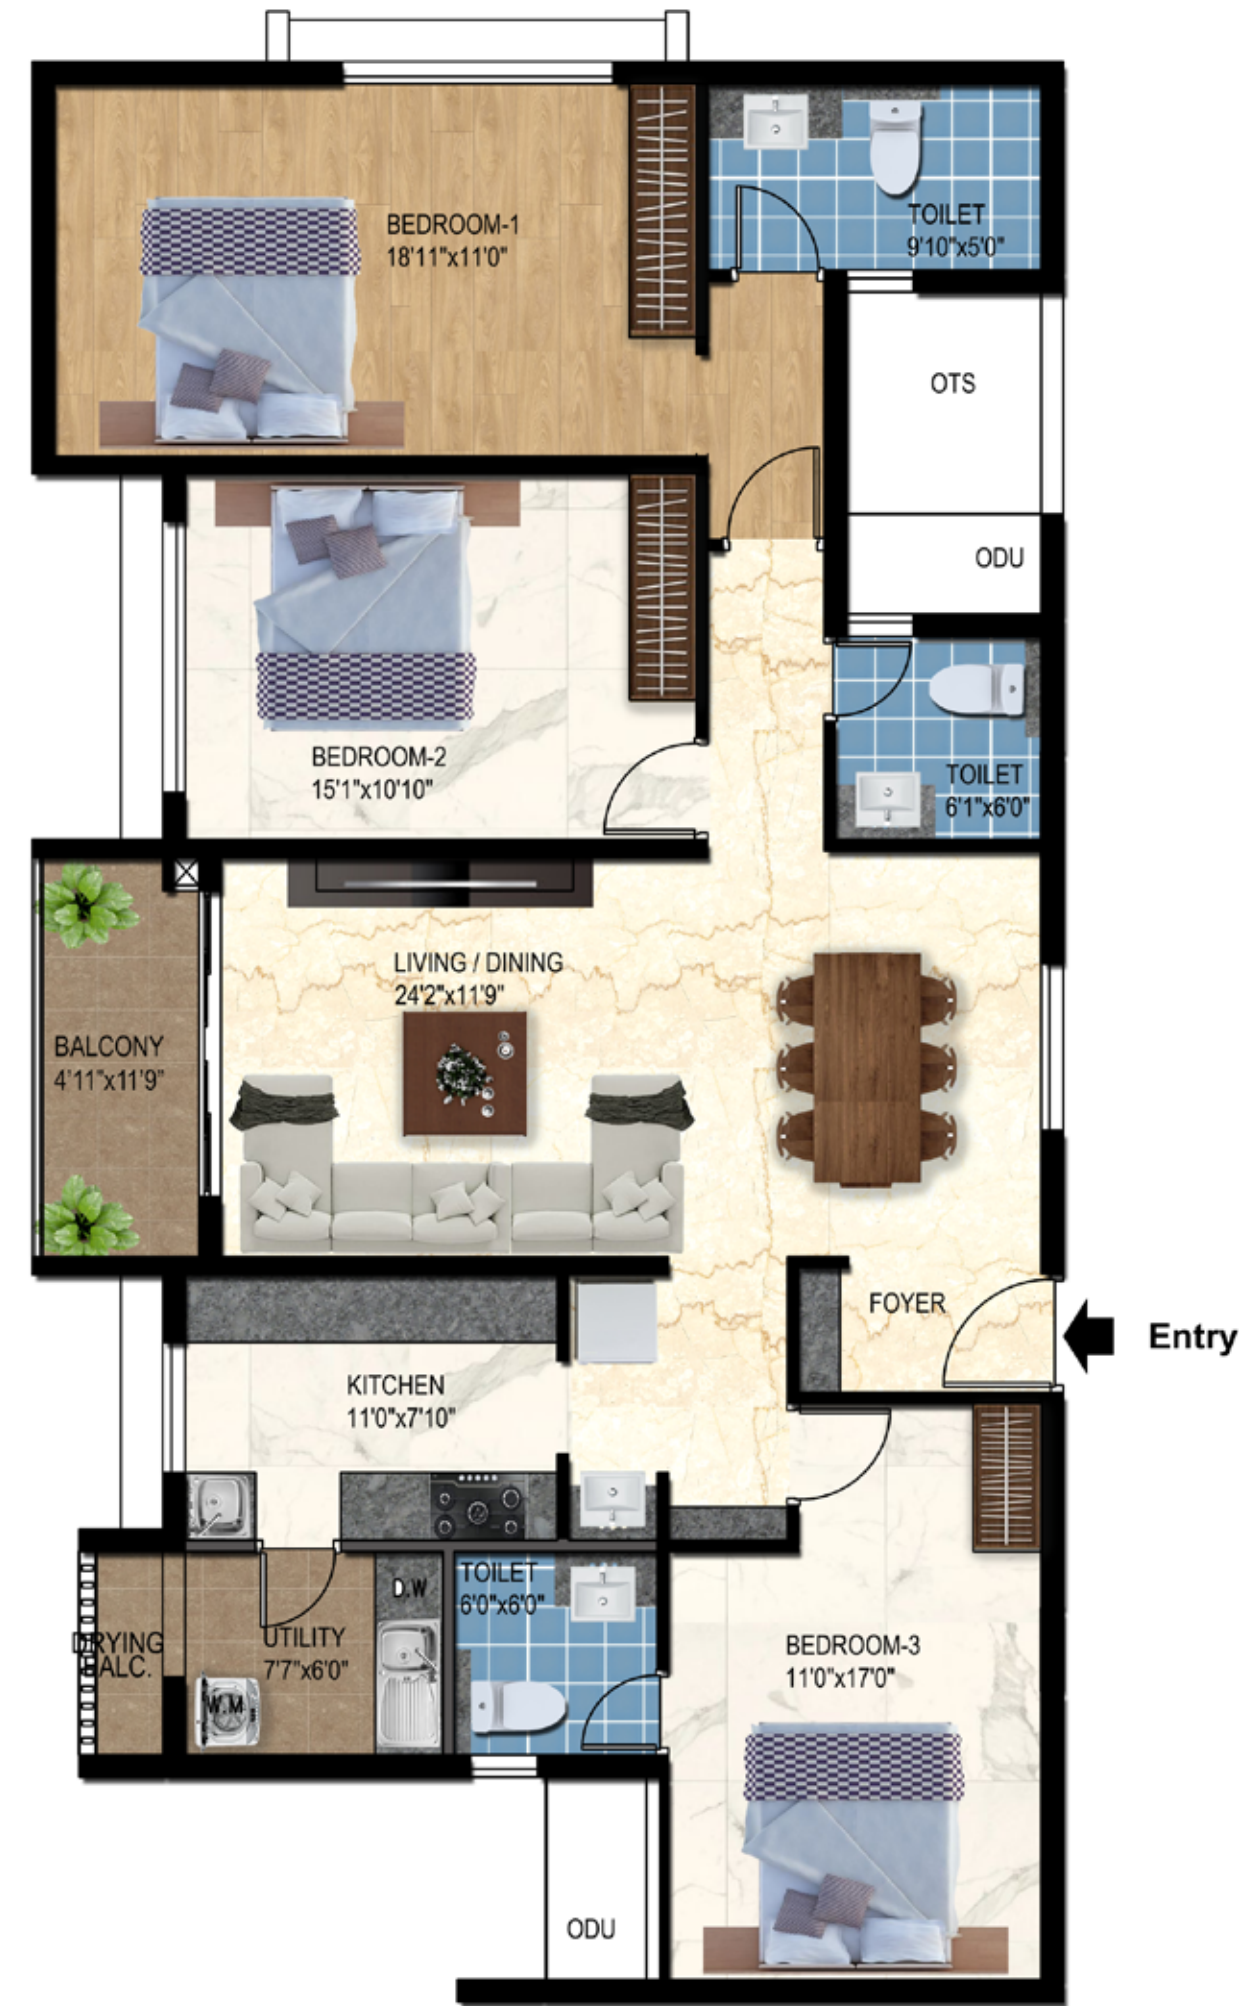 BEDROOM-1
18'11"x11'0"
TOILET
9'10"x5'0"
OTS
ODU
BEDROOM-2
15'1"x10'10"
TOILET
6'1"x6'0"
LIVING / DINING
24'2"x11'9"
BALCONY
4'11"x11'9"
FOYER
Entry
KITCHEN
11'0"x7'10"
TOILET
6'0"x6'0"
D.W
DRYING
BALC.
UTILITY
7'7"x6'0"
W.M
BEDROOM-3
11'0"x17'0"
ODU